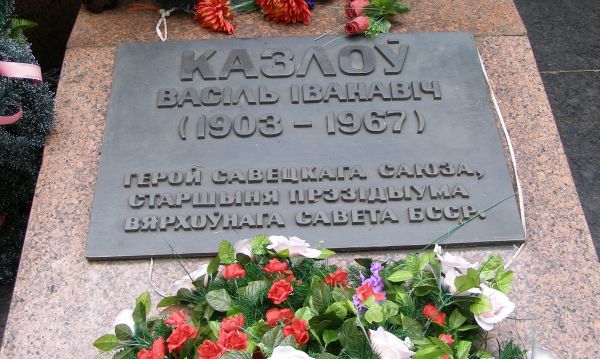 КАЗЛОЎ
ВАСІЛЬ ІВАНАВІЧ
(1903 – 1967)
ГЕРОЙ САВЕЦКАГА САЮЗА,
СТАРШЫНЯ ПРЭЗІДЫУМА
ВЯРХОЎНАГА САВЕТА БССР.